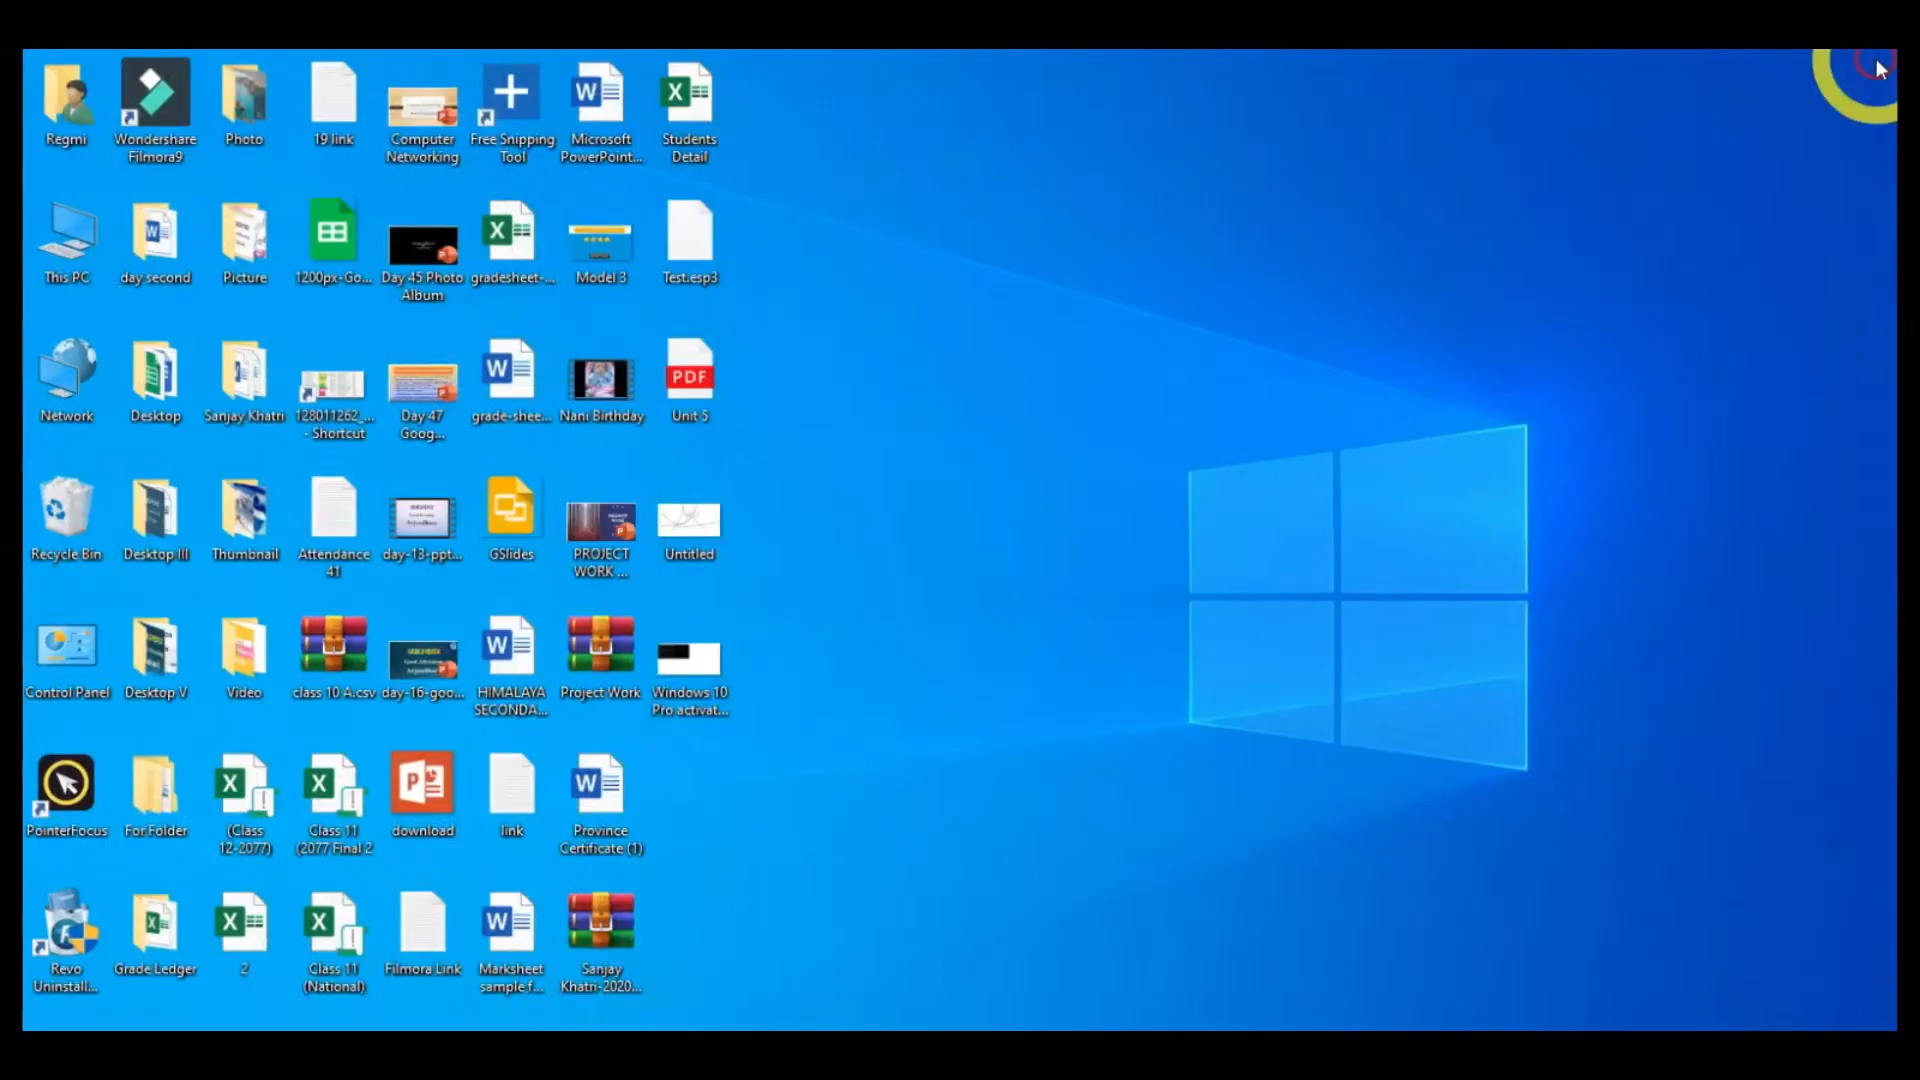 Regmi
Wondershare
Filmora9
Photo
19 link
Computer
Networking
Free Snipping
Tool
Microsoft
PowerPoint...
Students
Detail
This PC
day second
Picture
1200px-Go...
Day 45 Photo
Album
gradesheet-...
Model 3
Test.esp3
Network
Desktop
Sanjay Khatri
128011262_...
- Shortcut
Day 47
Goog...
grade-shee...
Nani Birthday
PDF
Unit 5
Recycle Bin
Desktop III
Thumbnail
Attendance
41
day-13-ppt...
GSlides
PROJECT
WORK ...
Untitled
Control Panel
Desktop V
Video
class 10 A.csv
day-16-goo...
HIMALAYA
SECONDA...
Project Work
Windows 10
Pro activat...
PointerFocus
For Folder
(Class
12-2077)
Class 11
(2077 Final 2
download
link
Province
Certificate (1)
Revo
Uninstall...
Grade Ledger
2
Class 11
(National)
Filmora Link
Marksheet
sample f...
Sanjay
Khatri-2020...